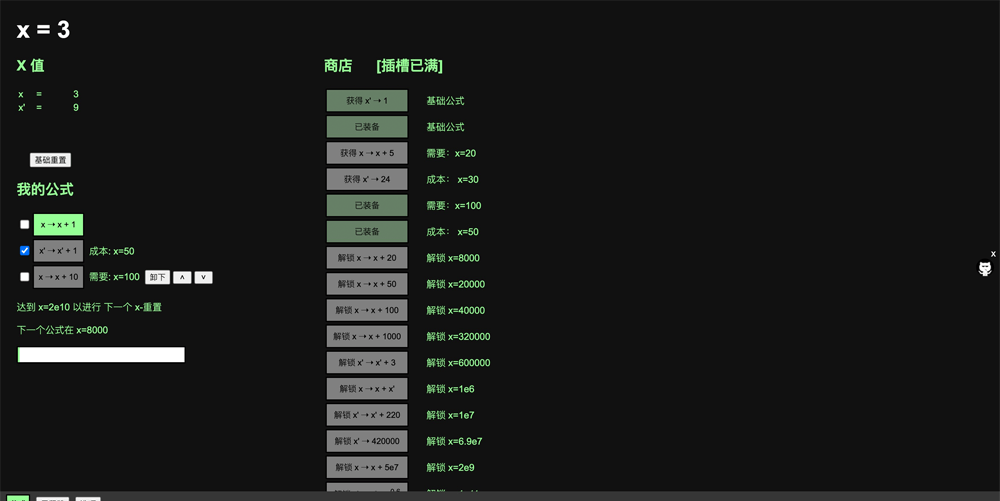 x = 3
X 值
x = 3
x' = 9
基础重置
我的公式
x ➝ x + 1
x' ➝ x' + 1 成本: x=50
x ➝ x + 10 需要: x=100 卸下 ˄ ˅
达到 x=2e10 以进行 下一个 x-重置
下一个公式在 x=8000
商店 [插槽已满]
获得 x' ➝ 1 基础公式
已装备 基础公式
获得 x ➝ x + 5 需要：x=20
获得 x' ➝ 24 成本： x=30
已装备 需要：x=100
已装备 成本： x=50
解锁 x ➝ x + 20 解锁 x=8000
解锁 x ➝ x + 50 解锁 x=20000
解锁 x ➝ x + 100 解锁 x=40000
解锁 x ➝ x + 1000 解锁 x=320000
解锁 x' ➝ x' + 3 解锁 x=600000
解锁 x ➝ x + x' 解锁 x=1e6
解锁 x' ➝ x' + 220 解锁 x=1e7
解锁 x' ➝ 420000 解锁 x=6.9e7
解锁 x ➝ x + 5e7 解锁 x=2e9
x